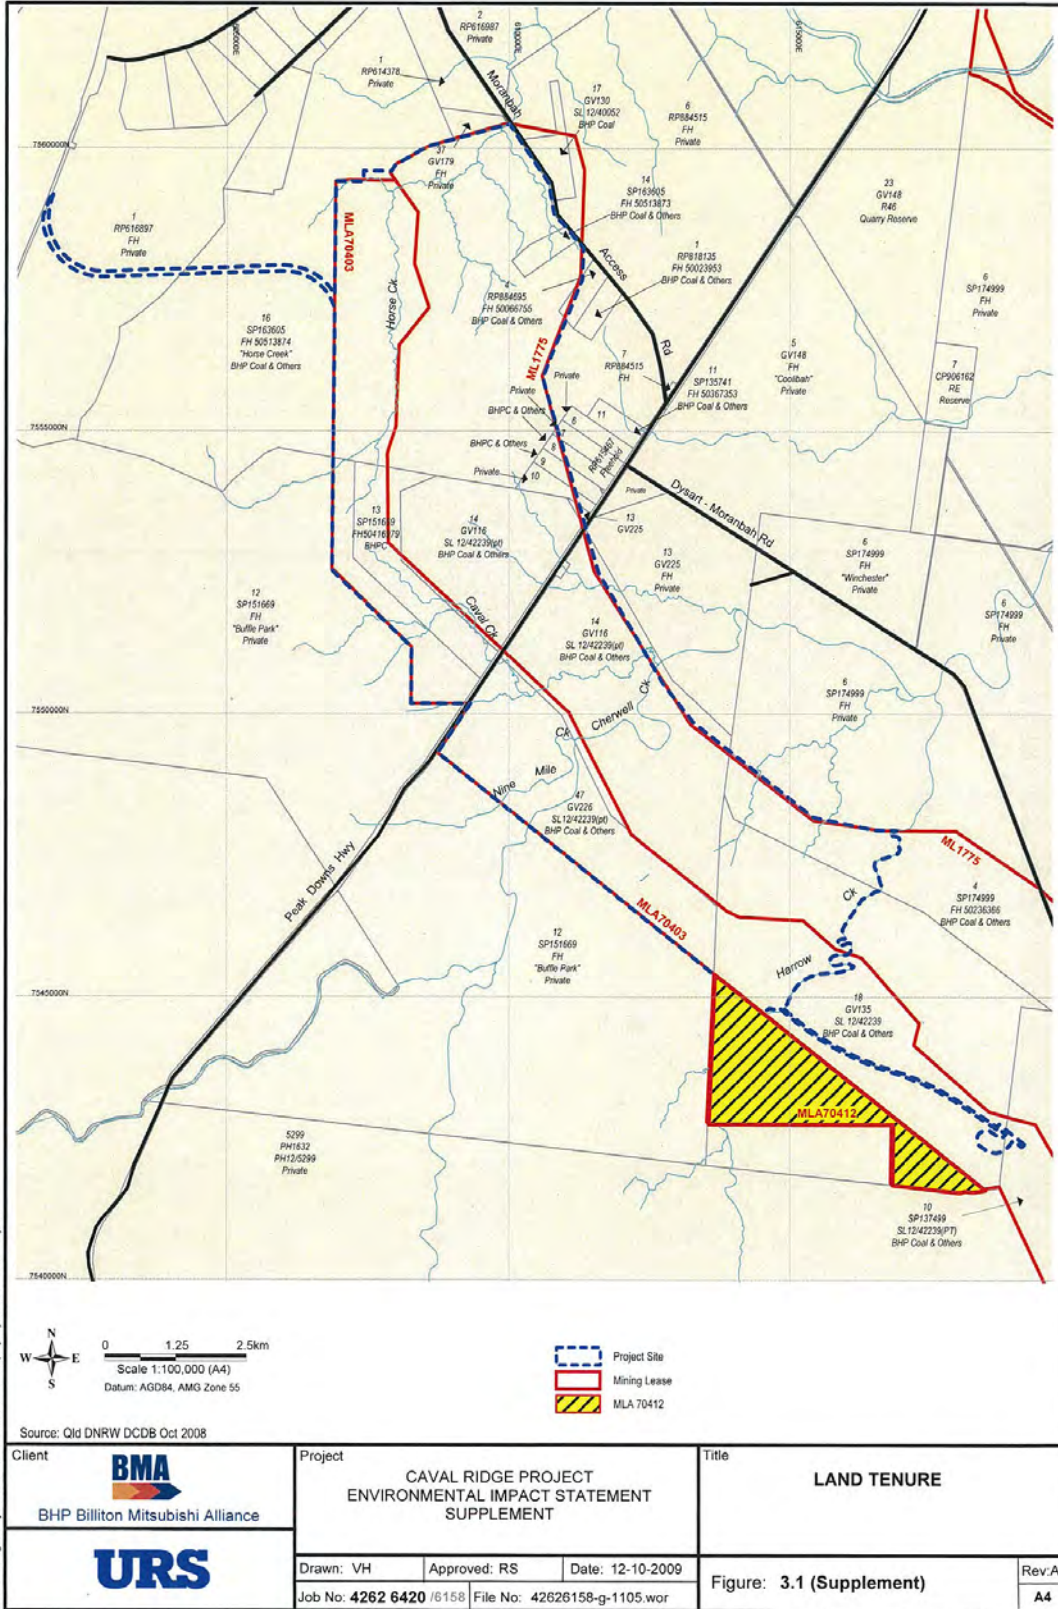 2
RP616987
Private
605000E
610000E
615000E
1
RP614378
Private
Moranbah
17
GV130
SL 12/40052
BHP Coal
6
RP884515
FH
Private
7560000N
37
GV179
FH
Private
14
SP163605
FH 50513873
BHP Coal & Others
23
GV148
R46
Quarry Reserve
1
RP616897
FH
Private
MLA70403
Access
1
RP818135
FH 50023953
BHP Coal & Others
Horse Ck
4
RP884695
FH 50066755
BHP Coal & Others
6
SP174999
FH
Private
16
SP163605
FH 50513874
"Horse Creek"
BHP Coal & Others
Rd
ML1775
5
GV148
FH
"Coolibah"
Private
7
RP884515
FH
7
CP906162
RE
Reserve
Private
Private
11
SP135741
FH 50367353
BHP Coal & Others
BHPC & Others
6
11
7555000N
7
BHPC & Others
8
9
10
RP615467
Freehold
Private
Private
Dysart - Moranbah Rd
13
SP151669
FH50416979
BHPC
14
GV116
SL 12/42239(pt)
BHP Coal & Others
13
GV225
13
GV225
FH
Private
6
SP174999
FH
"Winchester"
Private
12
SP151669
FH
"Buffle Park"
Private
Caval Ck
6
SP174999
FH
Private
14
GV116
SL 12/42239(pt)
BHP Coal & Others
6
SP174999
FH
Private
7550000N
Cherwell Ck
Nine Mile Ck
47
GV226
SL12/42239(pt)
BHP Coal & Others
Peak Downs Hwy
ML1775
4
SP174999
FH 50236366
BHP Coal & Others
MLA70403
12
SP151669
FH
"Buffle Park"
Private
Harrow Ck
7545000N
18
GV135
SL 12/42239
BHP Coal & Others
MLA70412
5299
PH1632
PH12/5299
Private
10
SP137499
SL12/42239(PT)
BHP Coal & Others
7540000N
N
W E
S
0 1.25 2.5km
Scale 1:100,000 (A4)
Datum: AGD84, AMG Zone 55
Project Site
Mining Lease
MLA 70412
Source: Qld DNRW DCDB Oct 2008
Client
BMA
BHP Billiton Mitsubishi Alliance
URS
Project
CAVAL RIDGE PROJECT
ENVIRONMENTAL IMPACT STATEMENT
SUPPLEMENT
Title
LAND TENURE
Drawn: VH
Approved: RS
Date: 12-10-2009
Job No: 4262 6420 /6158
File No: 42626158-g-1105.wor
Figure: 3.1 (Supplement)
Rev:A
A4